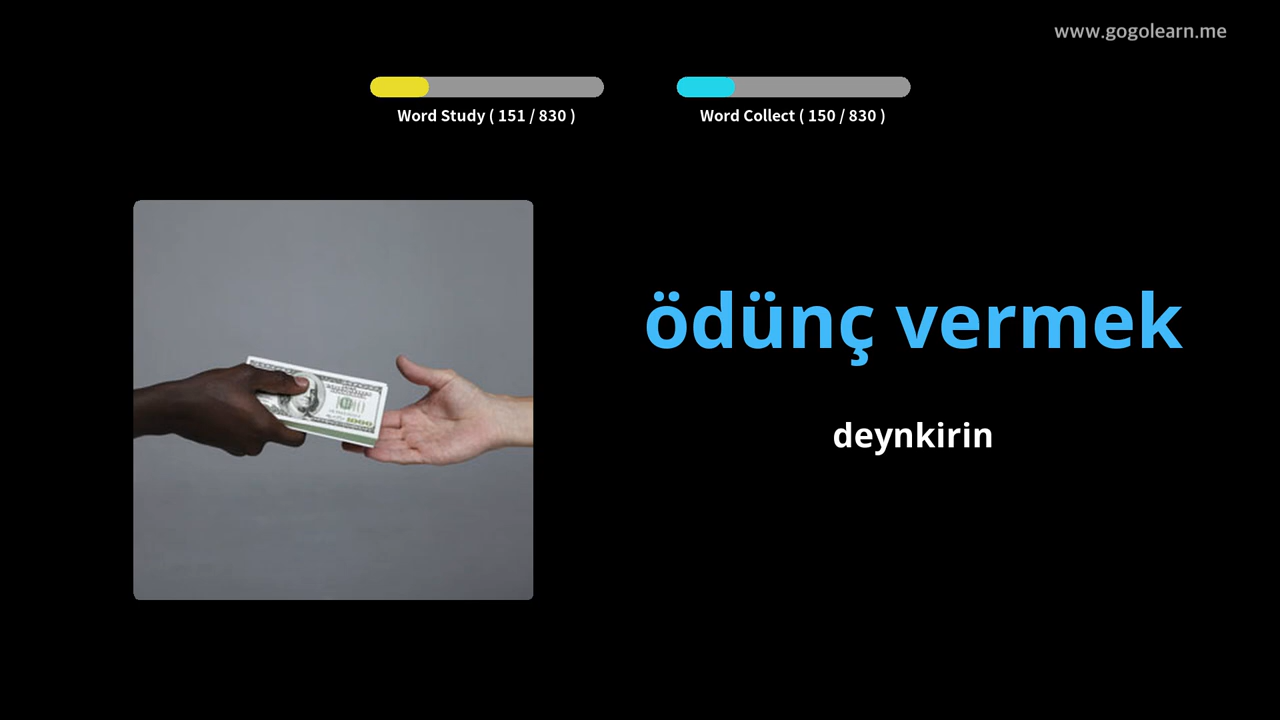 www.gogolearn.me
Word Study ( 151 / 830 )
Word Collect ( 150 / 830 )
ödünç vermek
deynkirin